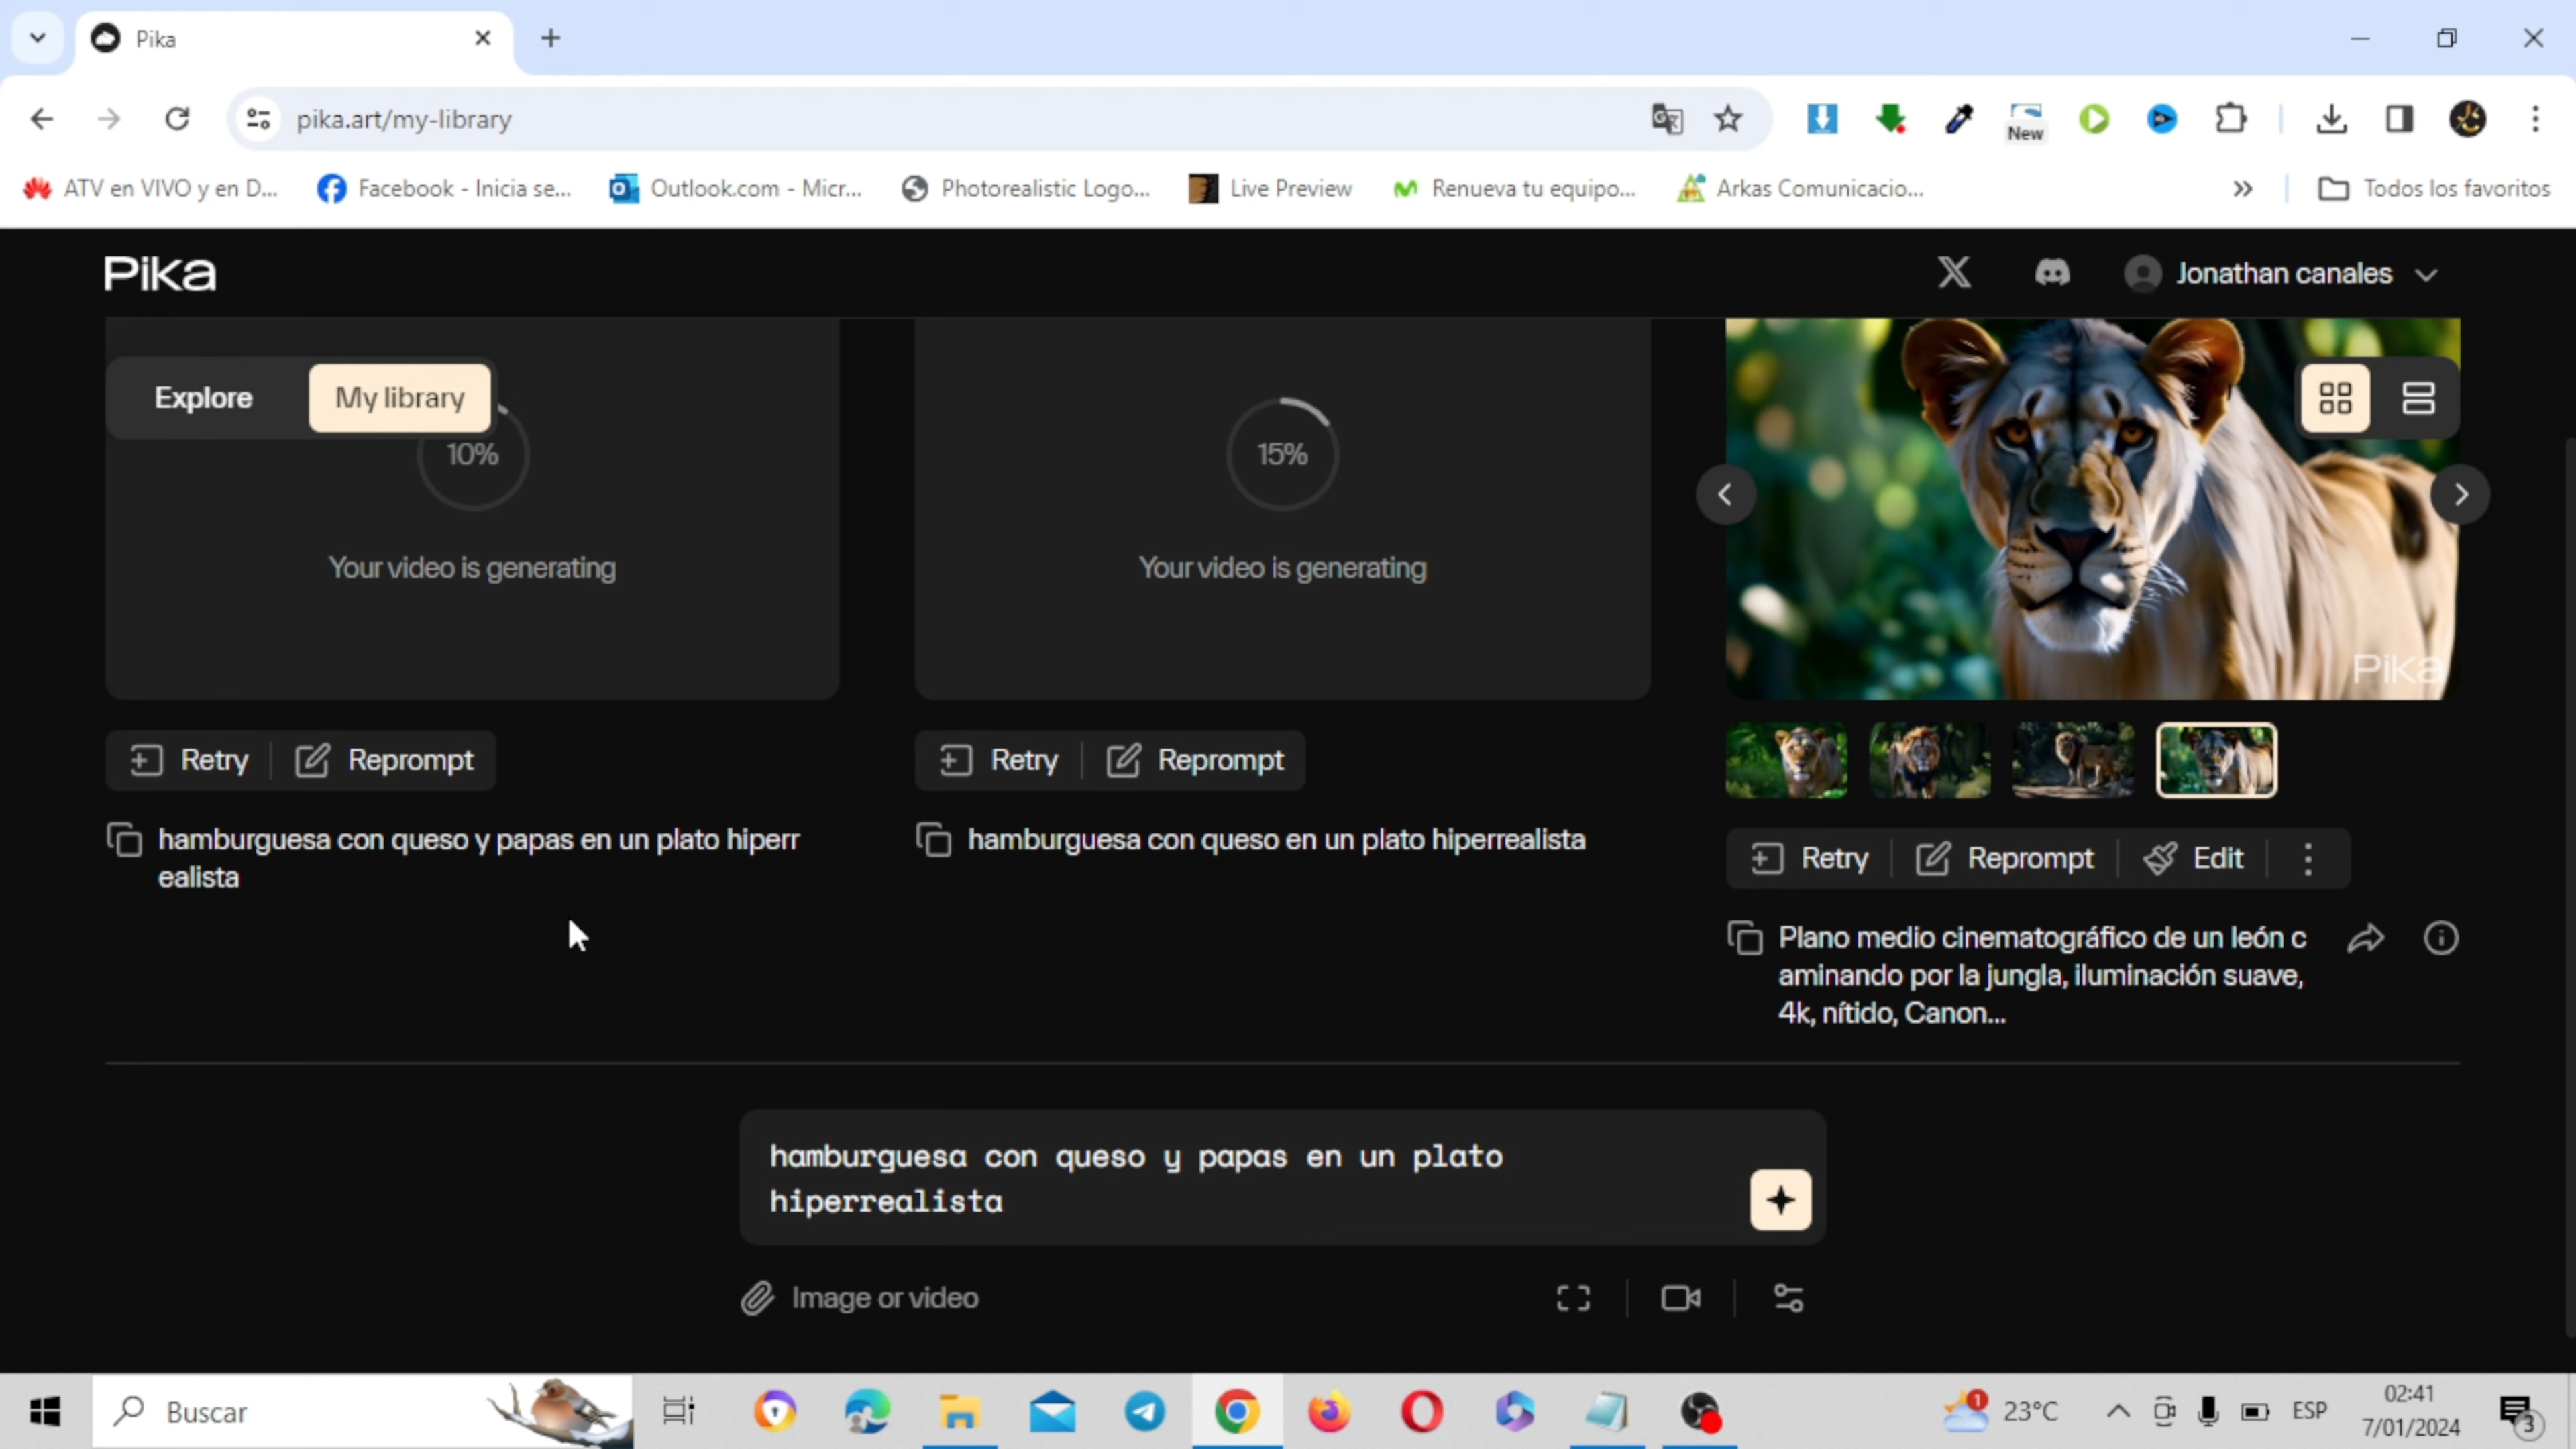 Pika
pika.art/my-library
New
ATV en VIVO y en D...
Facebook - Inicia se...
Outlook.com - Micr...
Photorealistic Logo...
Live Preview
Renueva tu equipo...
Arkas Comunicacio...
Todos los favoritos
Pika
Jonathan canales
Explore
My library
10%
Your video is generating
15%
Your video is generating
Pika
Retry
Reprompt
Retry
Reprompt
hamburguesa con queso y papas en un plato hiperr
ealista
hamburguesa con queso en un plato hiperrealista
Retry
Reprompt
Edit
Plano medio cinematográfico de un león c
aminando por la jungla, iluminación suave,
4k, nítido, Canon...
hamburguesa con queso y papas en un plato
hiperrealista
Image or video
Buscar
1
23°C
ESP
02:41
7/01/2024
3